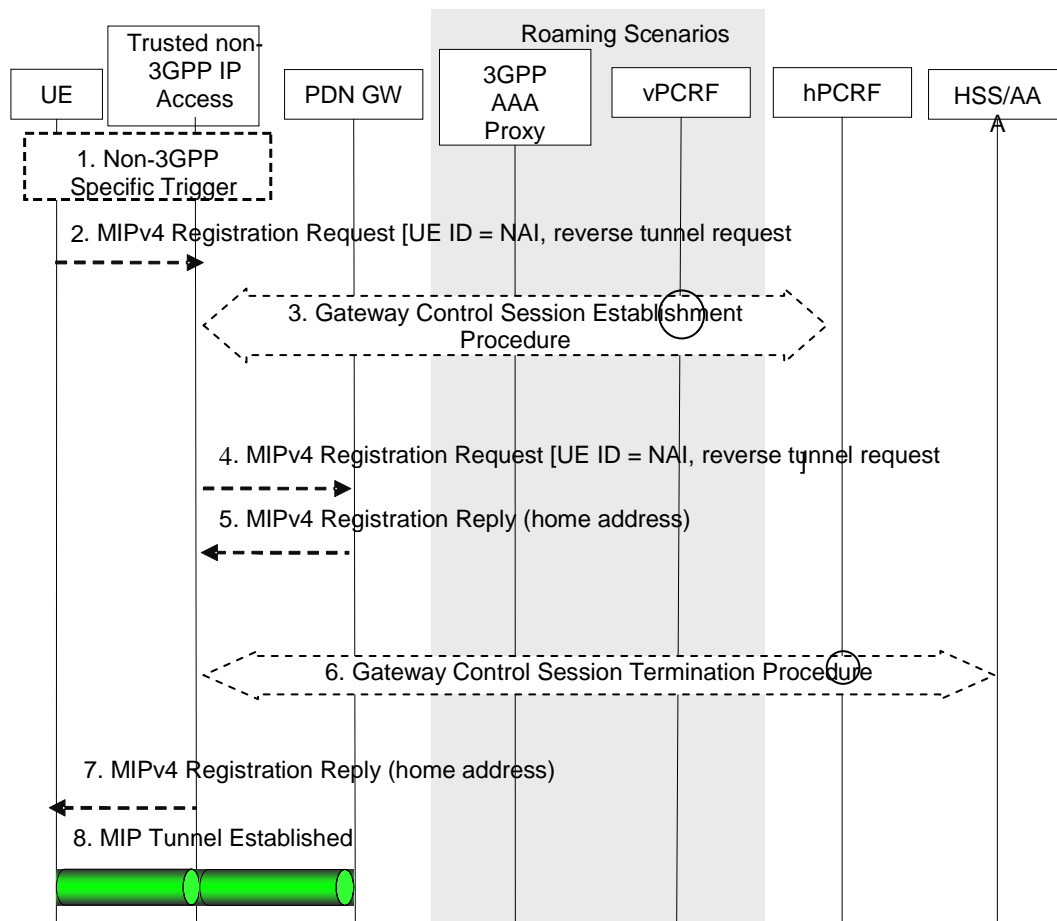 Roaming Scenarios
UE
Trusted non-
3GPP IP
Access
PDN GW
3GPP
AAA
Proxy
vPCRF
hPCRF
HSS/AA
A
1. Non-3GPP
Specific Trigger
2. MIPv4 Registration Request [UE ID = NAI, reverse tunnel request
3. Gateway Control Session Establishment
Procedure
4. MIPv4 Registration Request [UE ID = NAI, reverse tunnel request
]
5. MIPv4 Registration Reply (home address)
6. Gateway Control Session Termination Procedure
7. MIPv4 Registration Reply (home address)
8. MIP Tunnel Established